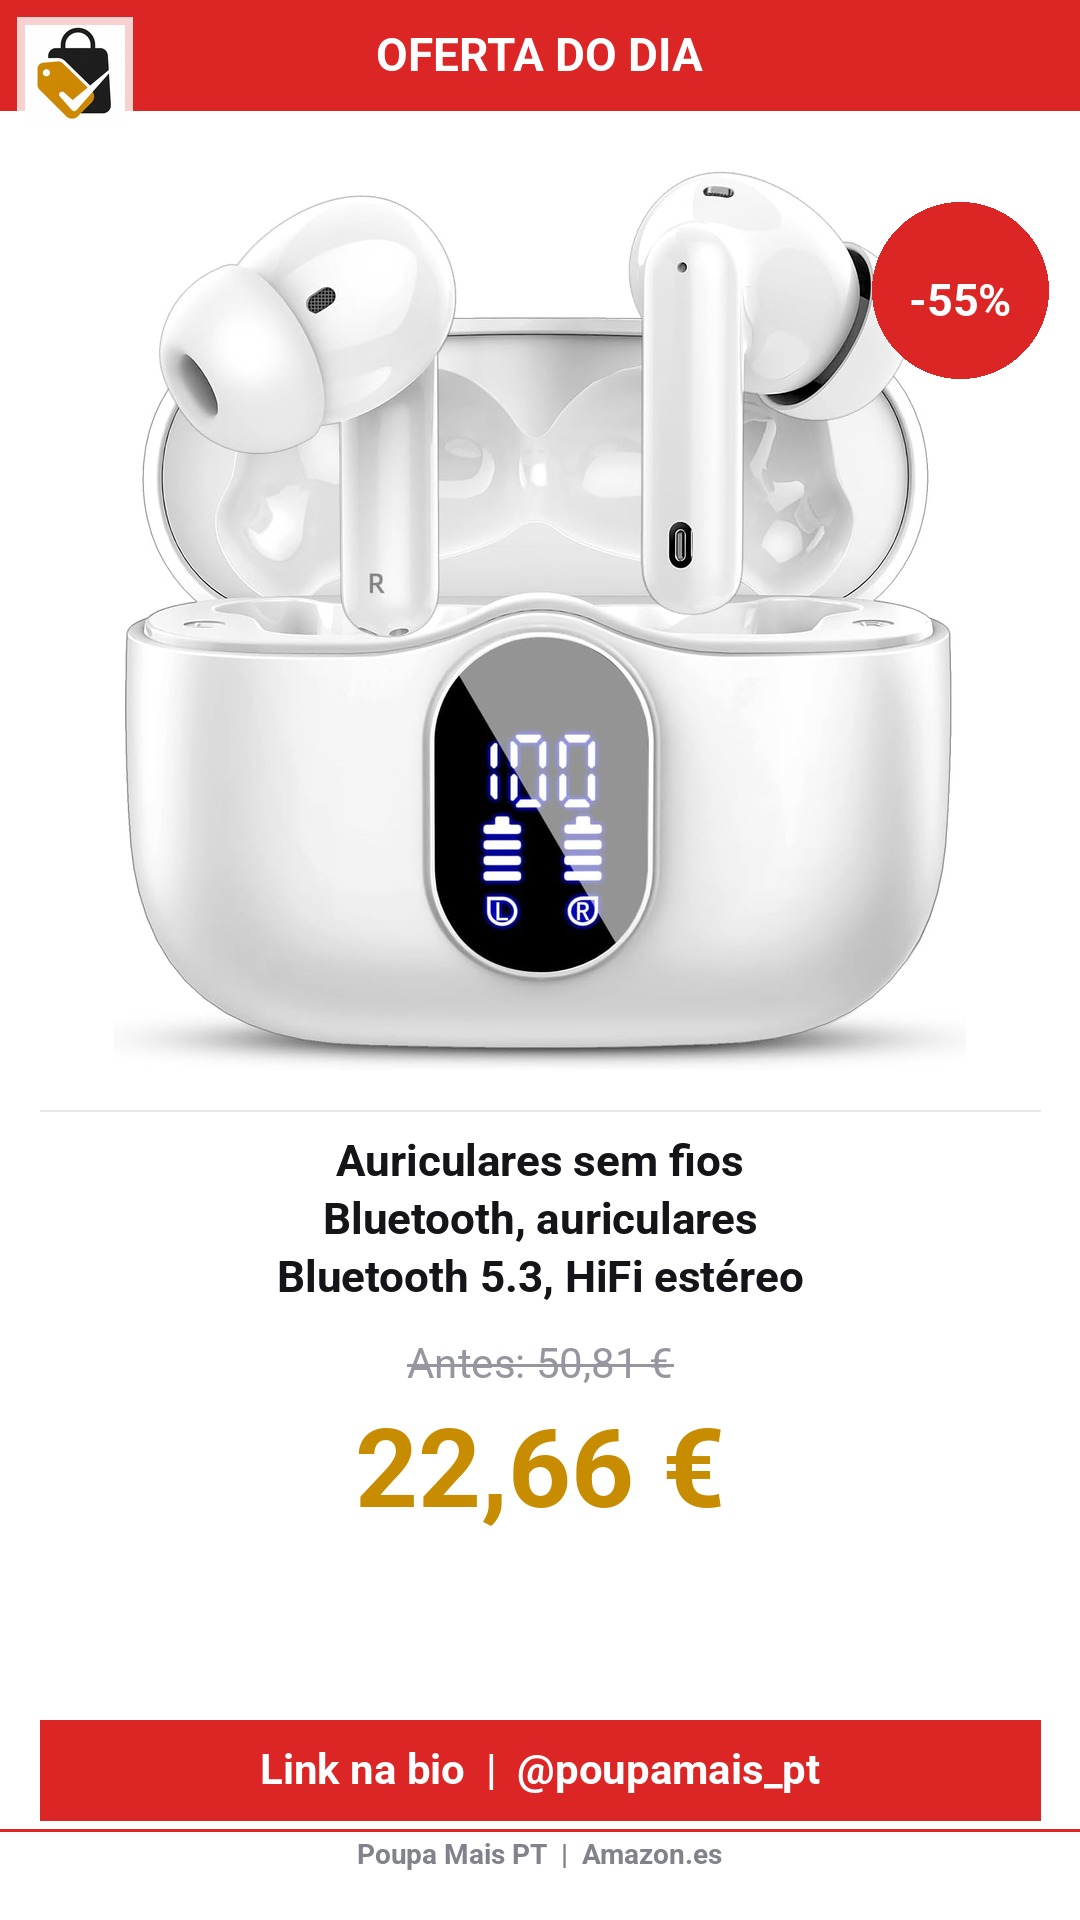 OFERTA DO DIA
-55%
R
100
L R
Auriculares sem fios
Bluetooth, auriculares
Bluetooth 5.3, HiFi estéreo
Antes: 50,81 €
22,66 €
Link na bio | @poupamais_pt
Poupa Mais PT | Amazon.es